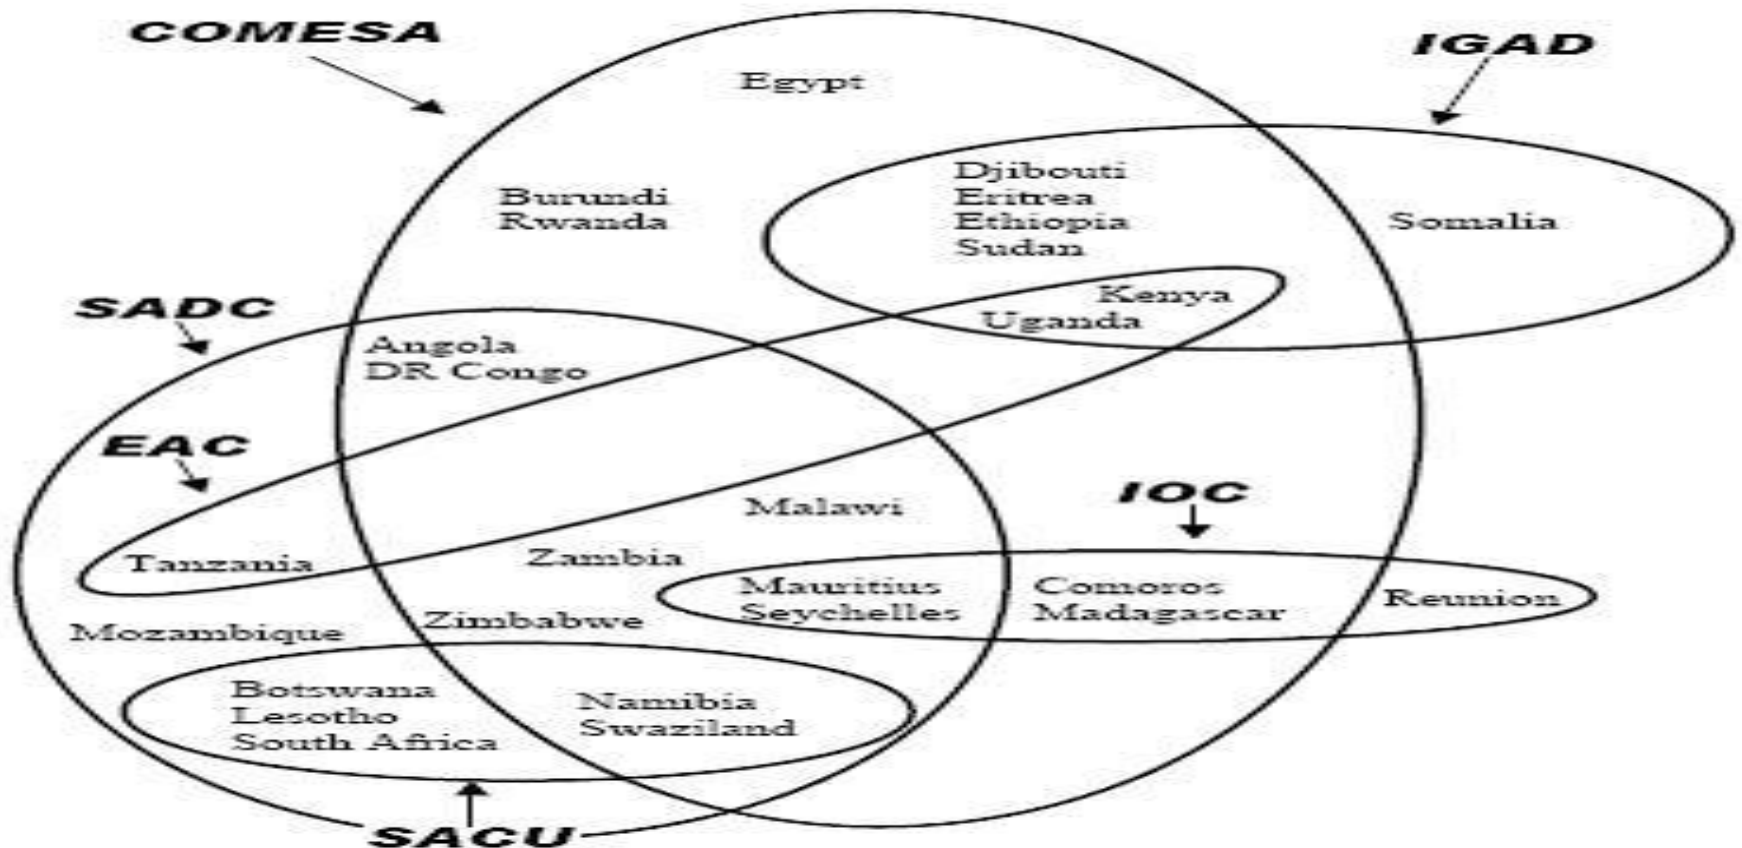 COMESA
IGAD
Egypt
Djibouti
Eritrea
Ethiopia
Sudan
Somalia
Burundi
Rwanda
Kenya
Uganda
SADC
Angola
DR Congo
EAC
Tanzania
Malawi
Zambia
IOC
Mauritius
Seychelles
Comoros
Madagascar
Reunion
Zimbabwe
Mozambique
Botswana
Lesotho
South Africa
Namibia
Swaziland
SACU